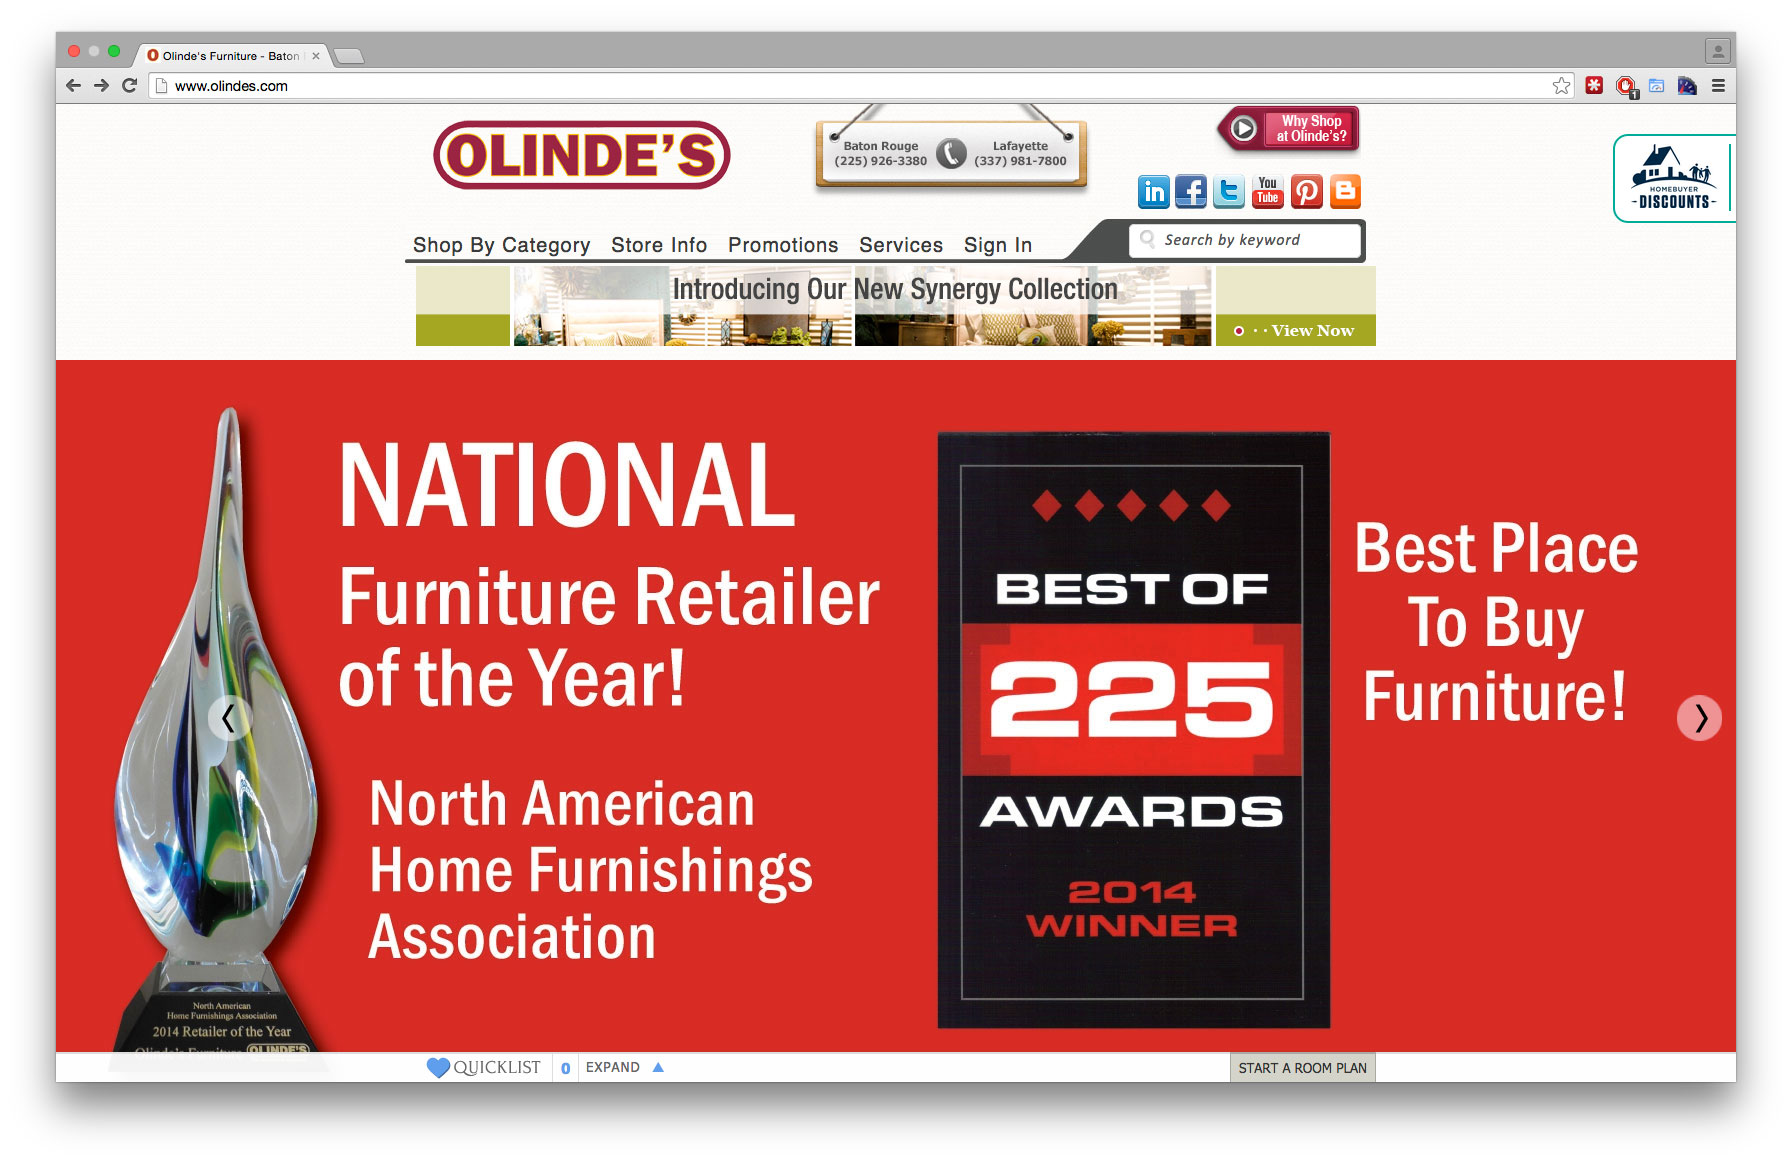 Olinde's Furniture - Baton
www.olindes.com
OLINDE'S
Baton Rouge
(225) 926-3380
Lafayette
(337) 981-7800
Why Shop
at Olinde's?
in
You
Tube
HOMEBUYER
-DISCOUNTS-
Shop By Category
Store Info
Promotions
Services
Sign In
Search by keyword
Introducing Our New Synergy Collection
View Now
NATIONAL
Furniture Retailer
of the Year!
North American
Home Furnishings
Association
BEST OF
225
AWARDS
2014
WINNER
Best Place
To Buy
Furniture!
North American
Home Furnishings Association
2014 Retailer of the Year
Olinde's Furniture OLINDE'S
QUICKLIST
0
EXPAND
START A ROOM PLAN